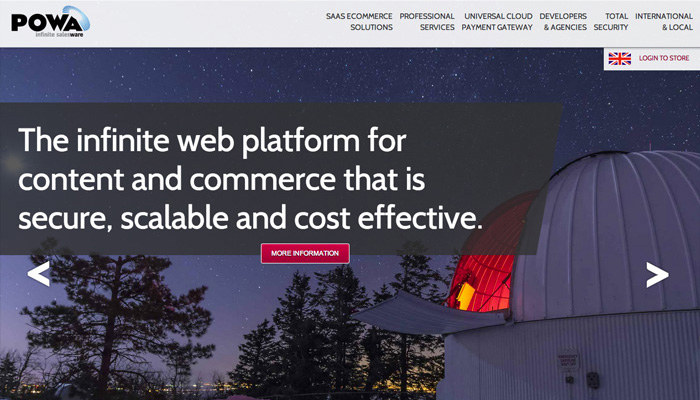 POWA
infinite salesware
SAAS ECOMMERCE
SOLUTIONS
PROFESSIONAL
SERVICES
UNIVERSAL CLOUD
PAYMENT GATEWAY
DEVELOPERS
& AGENCIES
TOTAL
SECURITY
INTERNATIONAL
& LOCAL
LOGIN TO STORE
The infinite web platform for
content and commerce that is
secure, scalable and cost effective.
MORE INFORMATION
<
>